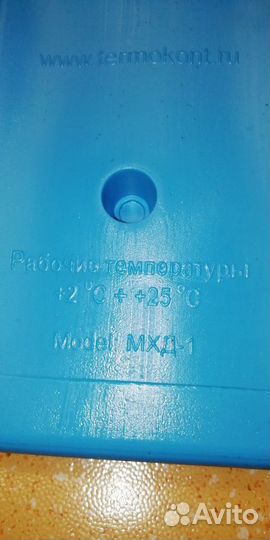 www.termokont.ru
Рабочие температуры
+2 °C ÷ +25 °C
Model: МХД-1
Avito